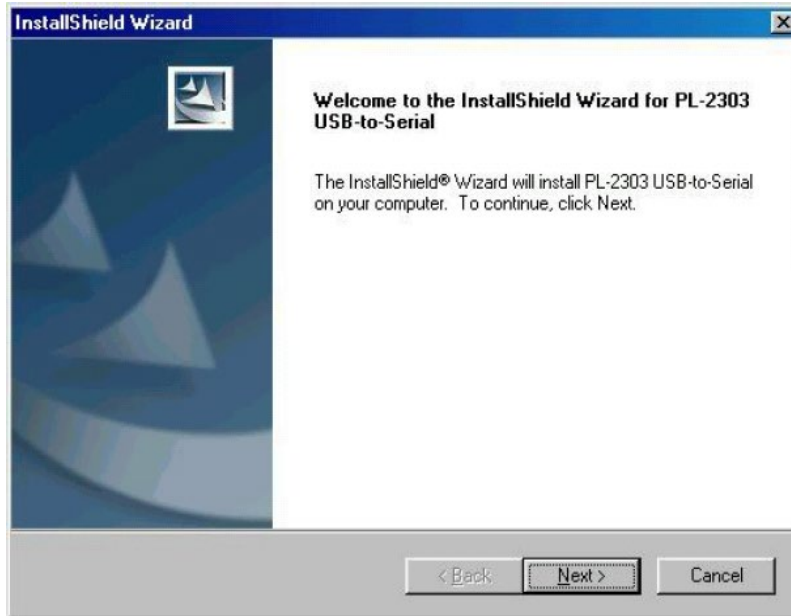 InstallShield Wizard
Welcome to the InstallShield Wizard for PL-2303
USB-to-Serial
The InstallShield® Wizard will install PL-2303 USB-to-Serial
on your computer. To continue, click Next.
< Back Next > Cancel